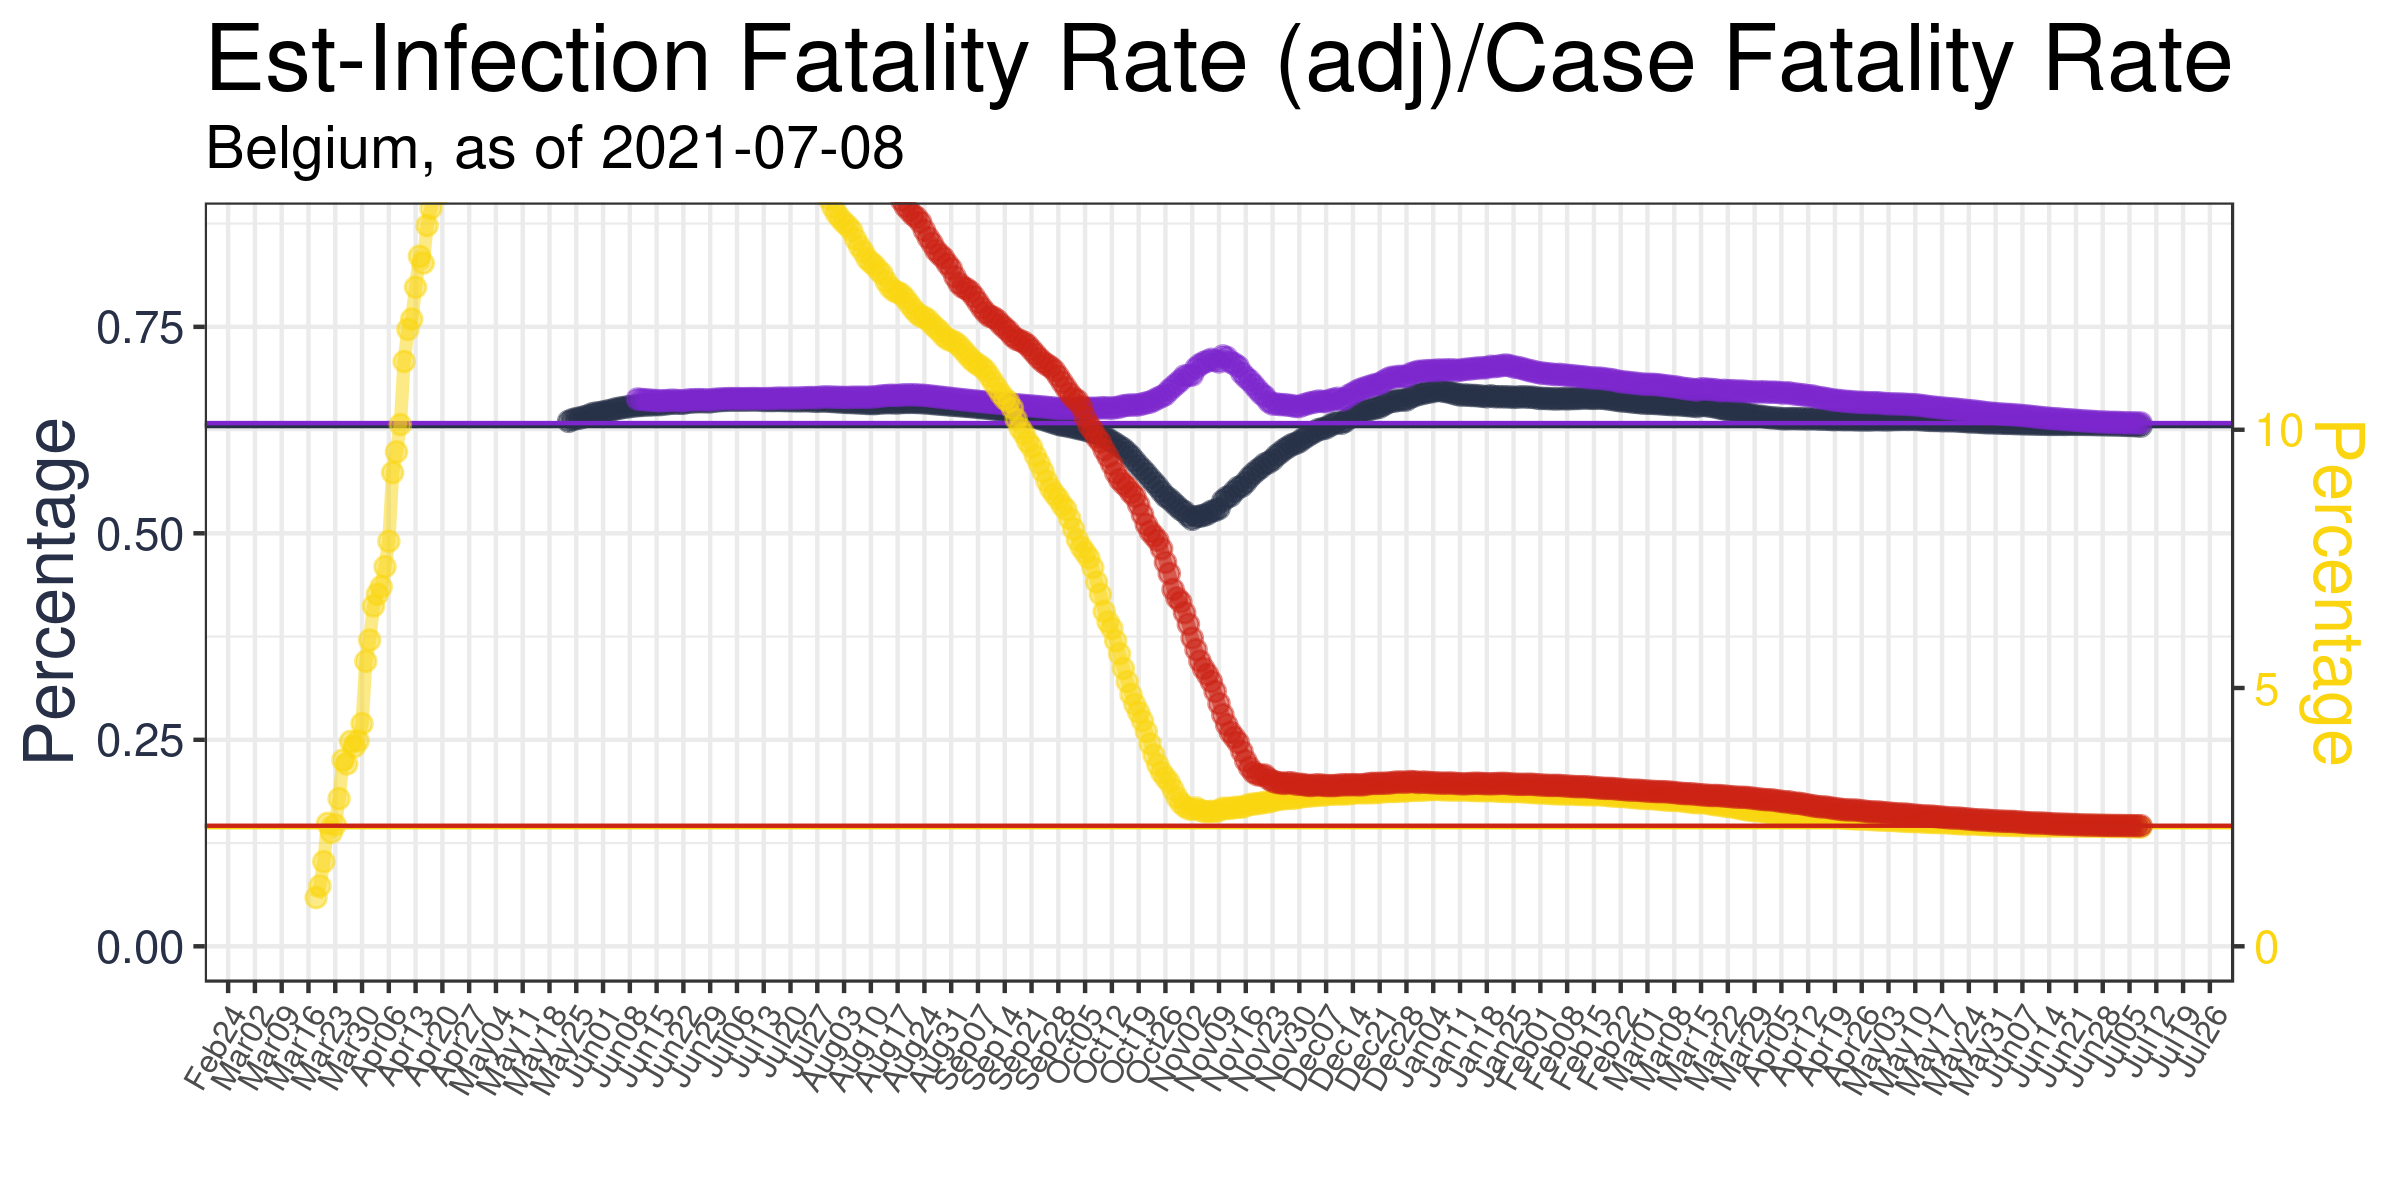 Est-Infection Fatality Rate (adj)/Case Fatality Rate
Belgium, as of 2021-07-08
Percentage
0.75
0.50
0.25
0.00
10
5
0
Percentage
Feb24
Mar02
Mar09
Mar16
Mar23
Mar30
Apr06
Apr13
Apr20
Apr27
May04
May11
May18
May25
Jun01
Jun08
Jun15
Jun22
Jun29
Jul06
Jul13
Jul20
Jul27
Aug03
Aug10
Aug17
Aug24
Aug31
Sep07
Sep14
Sep21
Sep28
Oct05
Oct12
Oct19
Oct26
Nov02
Nov09
Nov16
Nov23
Nov30
Dec07
Dec14
Dec21
Dec28
Jan04
Jan11
Jan18
Jan25
Feb01
Feb08
Feb15
Feb22
Mar01
Mar08
Mar15
Mar22
Mar29
Apr05
Apr12
Apr19
Apr26
May03
May10
May17
May24
May31
Jun07
Jun14
Jun21
Jun28
Jul05
Jul12
Jul19
Jul26